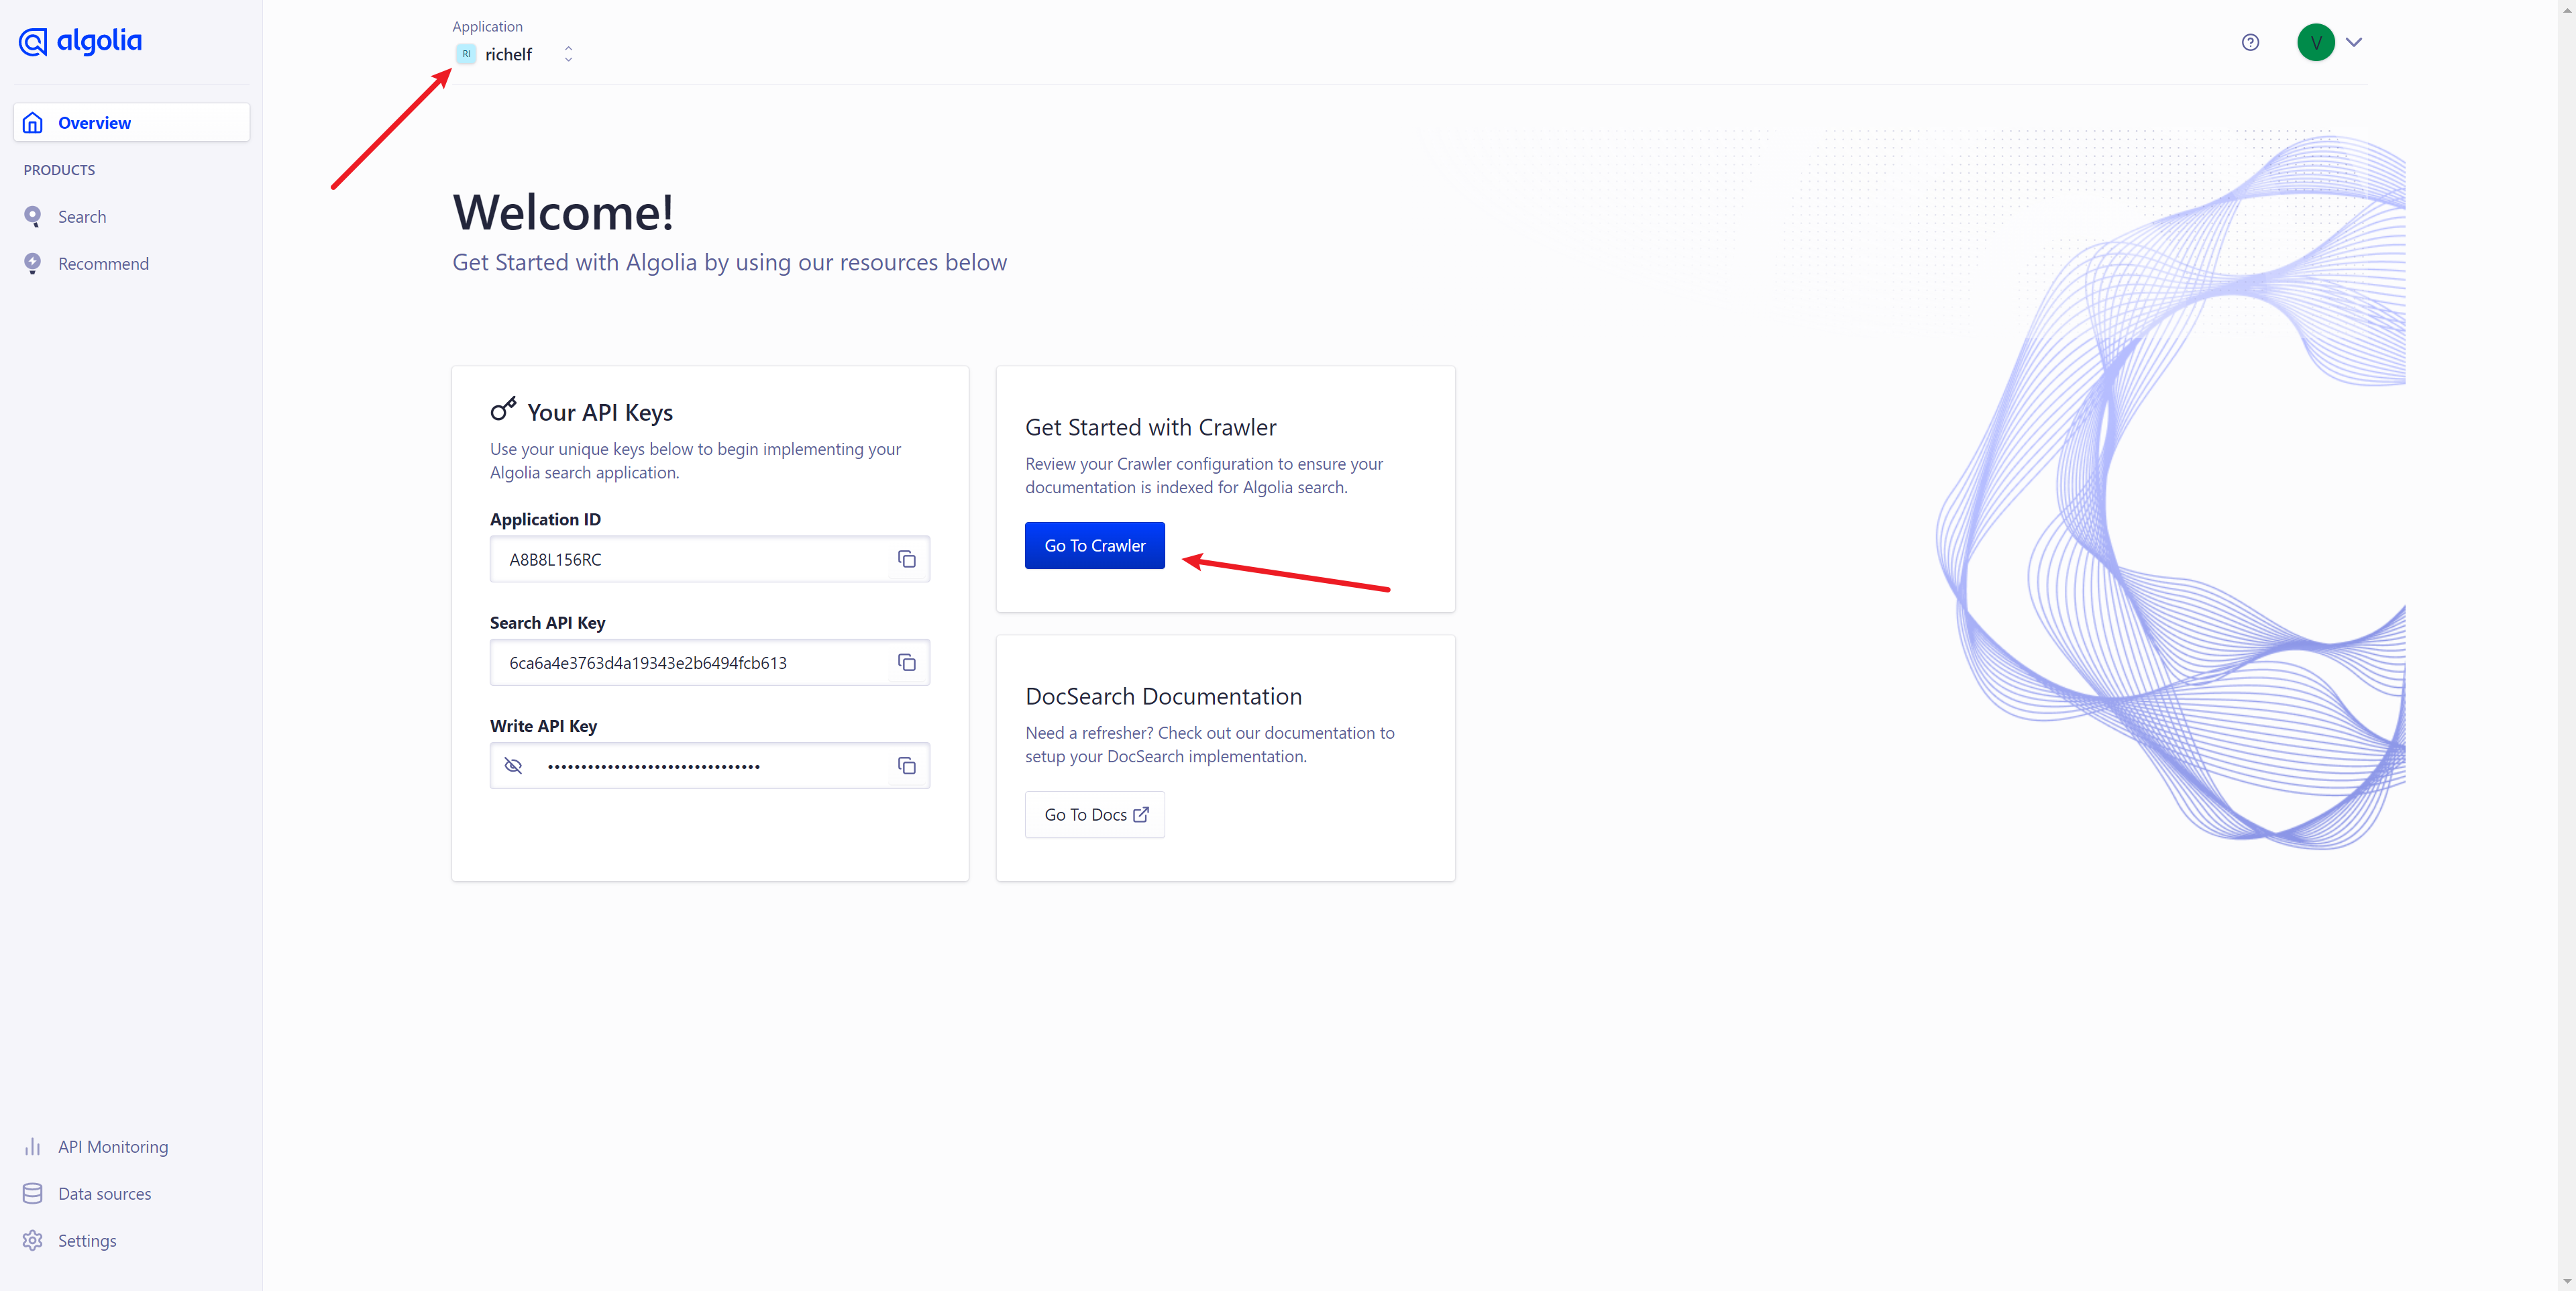 algolia
Overview
PRODUCTS
Search
Recommend
API Monitoring
Data sources
Settings
Application
RI richelf
V
Welcome!
Get Started with Algolia by using our resources below
Your API Keys
Use your unique keys below to begin implementing your
Algolia search application.
Application ID
A8B8L156RC
Search API Key
6ca6a4e3763d4a19343e2b6494fcb613
Write API Key
••••••••••••••••••••••••••••••••
Get Started with Crawler
Review your Crawler configuration to ensure your
documentation is indexed for Algolia search.
Go To Crawler
DocSearch Documentation
Need a refresher? Check out our documentation to
setup your DocSearch implementation.
Go To Docs